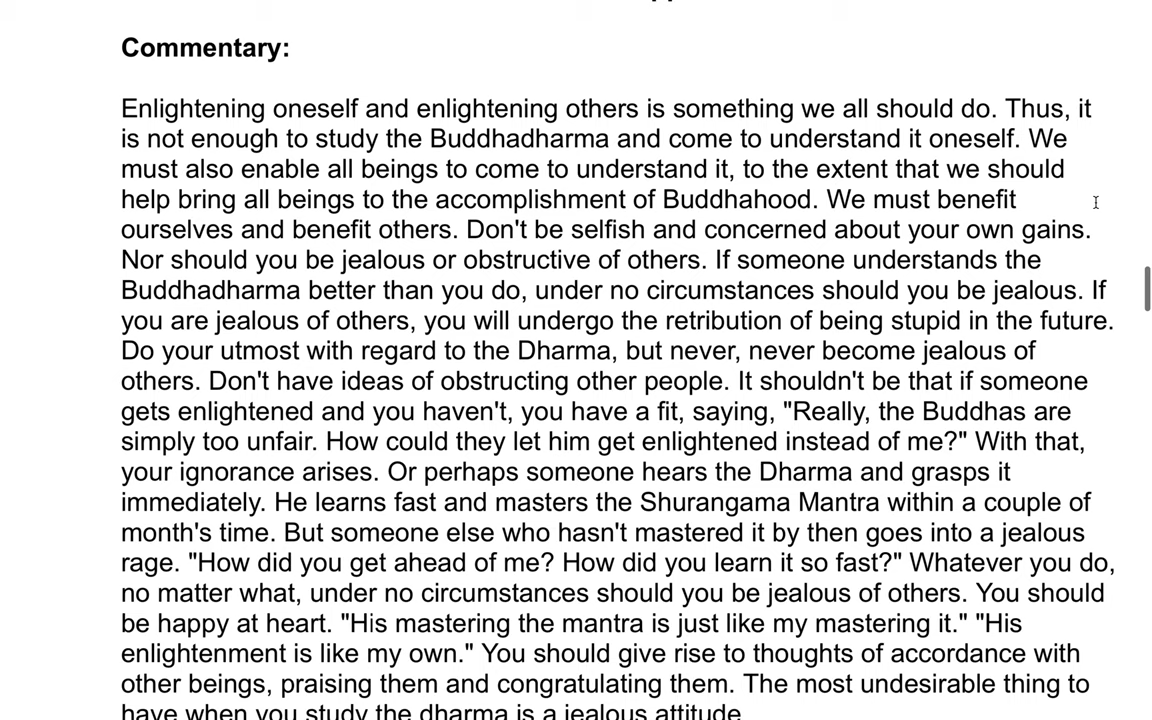 Commentary:
Enlightening oneself and enlightening others is something we all should do. Thus, it
is not enough to study the Buddhadharma and come to understand it oneself. We
must also enable all beings to come to understand it, to the extent that we should
help bring all beings to the accomplishment of Buddhahood. We must benefit
ourselves and benefit others. Don't be selfish and concerned about your own gains.
Nor should you be jealous or obstructive of others. If someone understands the
Buddhadharma better than you do, under no circumstances should you be jealous. If
you are jealous of others, you will undergo the retribution of being stupid in the future.
Do your utmost with regard to the Dharma, but never, never become jealous of
others. Don't have ideas of obstructing other people. It shouldn't be that if someone
gets enlightened and you haven't, you have a fit, saying, "Really, the Buddhas are
simply too unfair. How could they let him get enlightened instead of me?" With that,
your ignorance arises. Or perhaps someone hears the Dharma and grasps it
immediately. He learns fast and masters the Shurangama Mantra within a couple of
month's time. But someone else who hasn't mastered it by then goes into a jealous
rage. "How did you get ahead of me? How did you learn it so fast?" Whatever you do,
no matter what, under no circumstances should you be jealous of others. You should
be happy at heart. "His mastering the mantra is just like my mastering it." "His
enlightenment is like my own." You should give rise to thoughts of accordance with
other beings, praising them and congratulating them. The most undesirable thing to
have when you study the dharma is a jealous attitude.